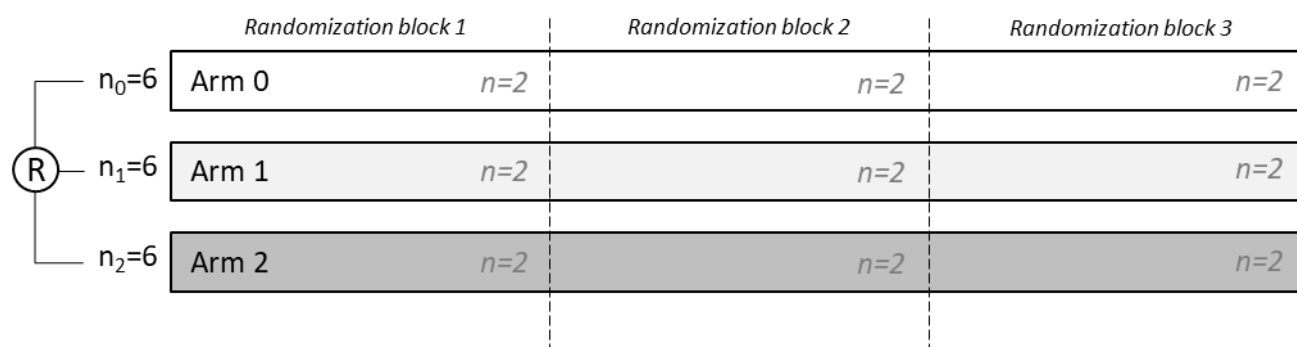 Randomization block 1 Randomization block 2 Randomization block 3
n0=6 Arm 0 n=2 n=2 n=2
R n1=6 Arm 1 n=2 n=2 n=2
n2=6 Arm 2 n=2 n=2 n=2